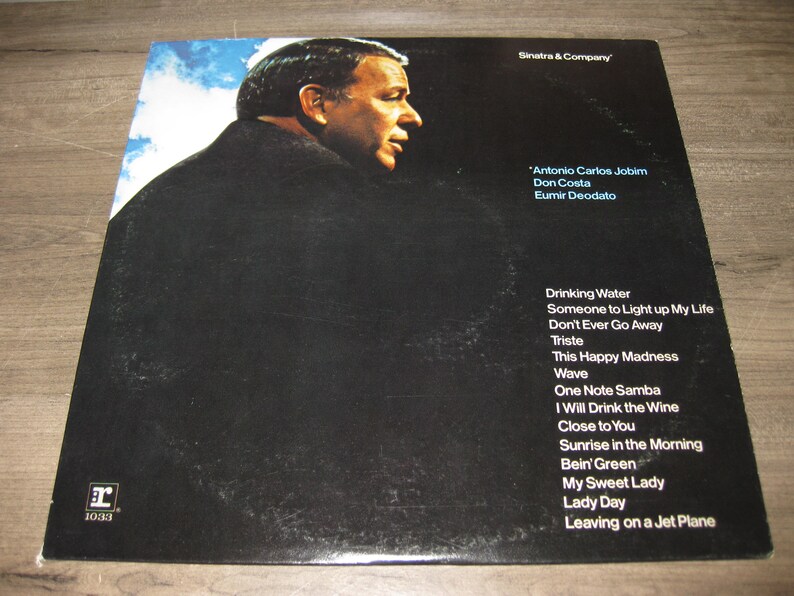 Sinatra & Company*
*Antonio Carlos Jobim
Don Costa
Eumir Deodato
Drinking Water
Someone to Light up My Life
Don't Ever Go Away
Triste
This Happy Madness
Wave
One Note Samba
I Will Drink the Wine
Close to You
Sunrise in the Morning
Bein' Green
My Sweet Lady
Lady Day
Leaving on a Jet Plane
r
1033 ®